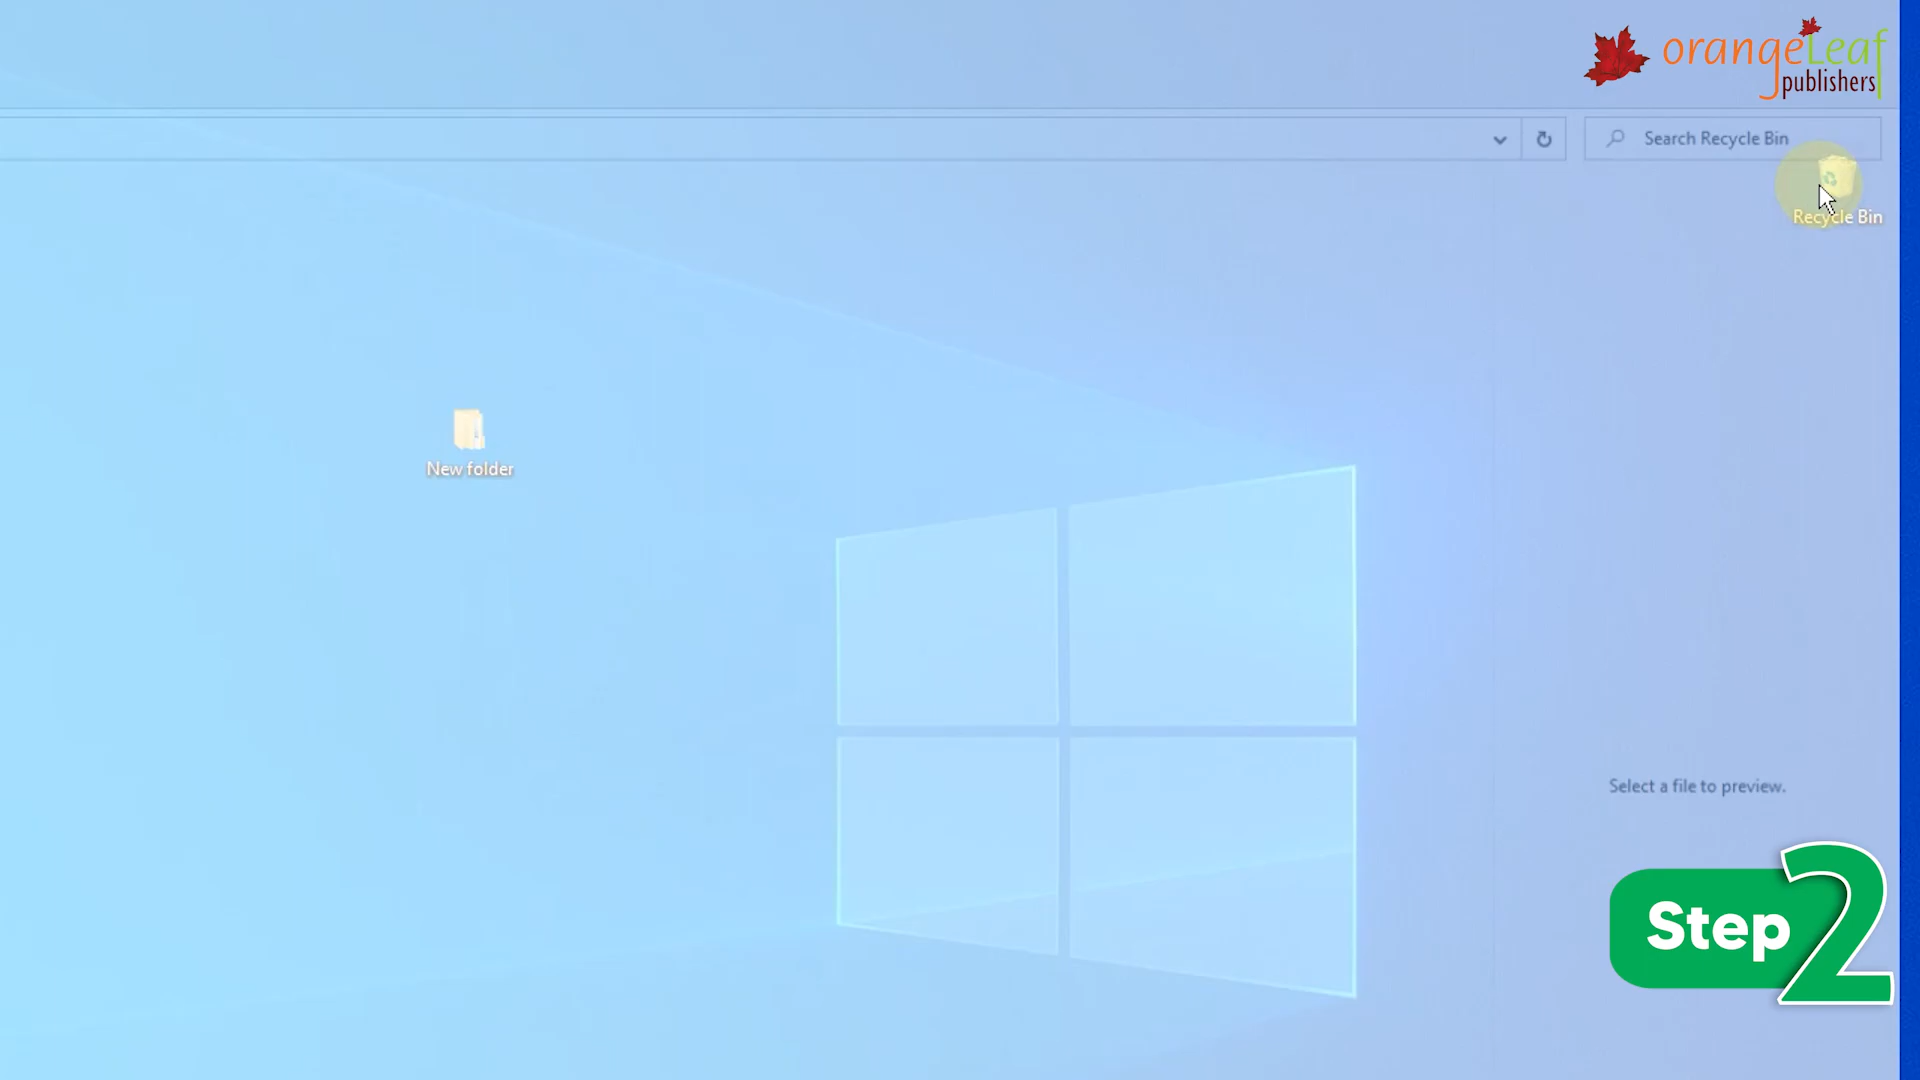 orangeLeaf
publishers
Search Recycle Bin
Recycle Bin
New folder
Select a file to preview.
Step 2